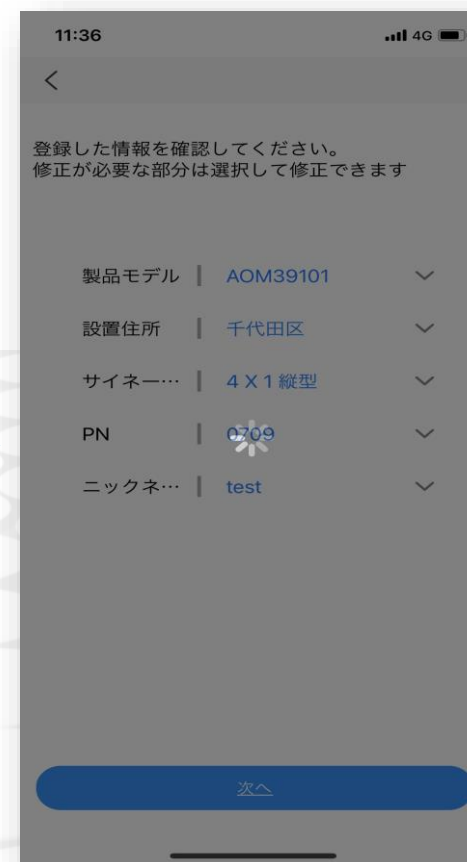 11:36
4G
登録した情報を確認してください。
修正が必要な部分は選択して修正できます
製品モデル AOM39101
設置住所 千代田区
サイネー… 4 X 1 縦型
PN 0709
ニックネ… test
次へ